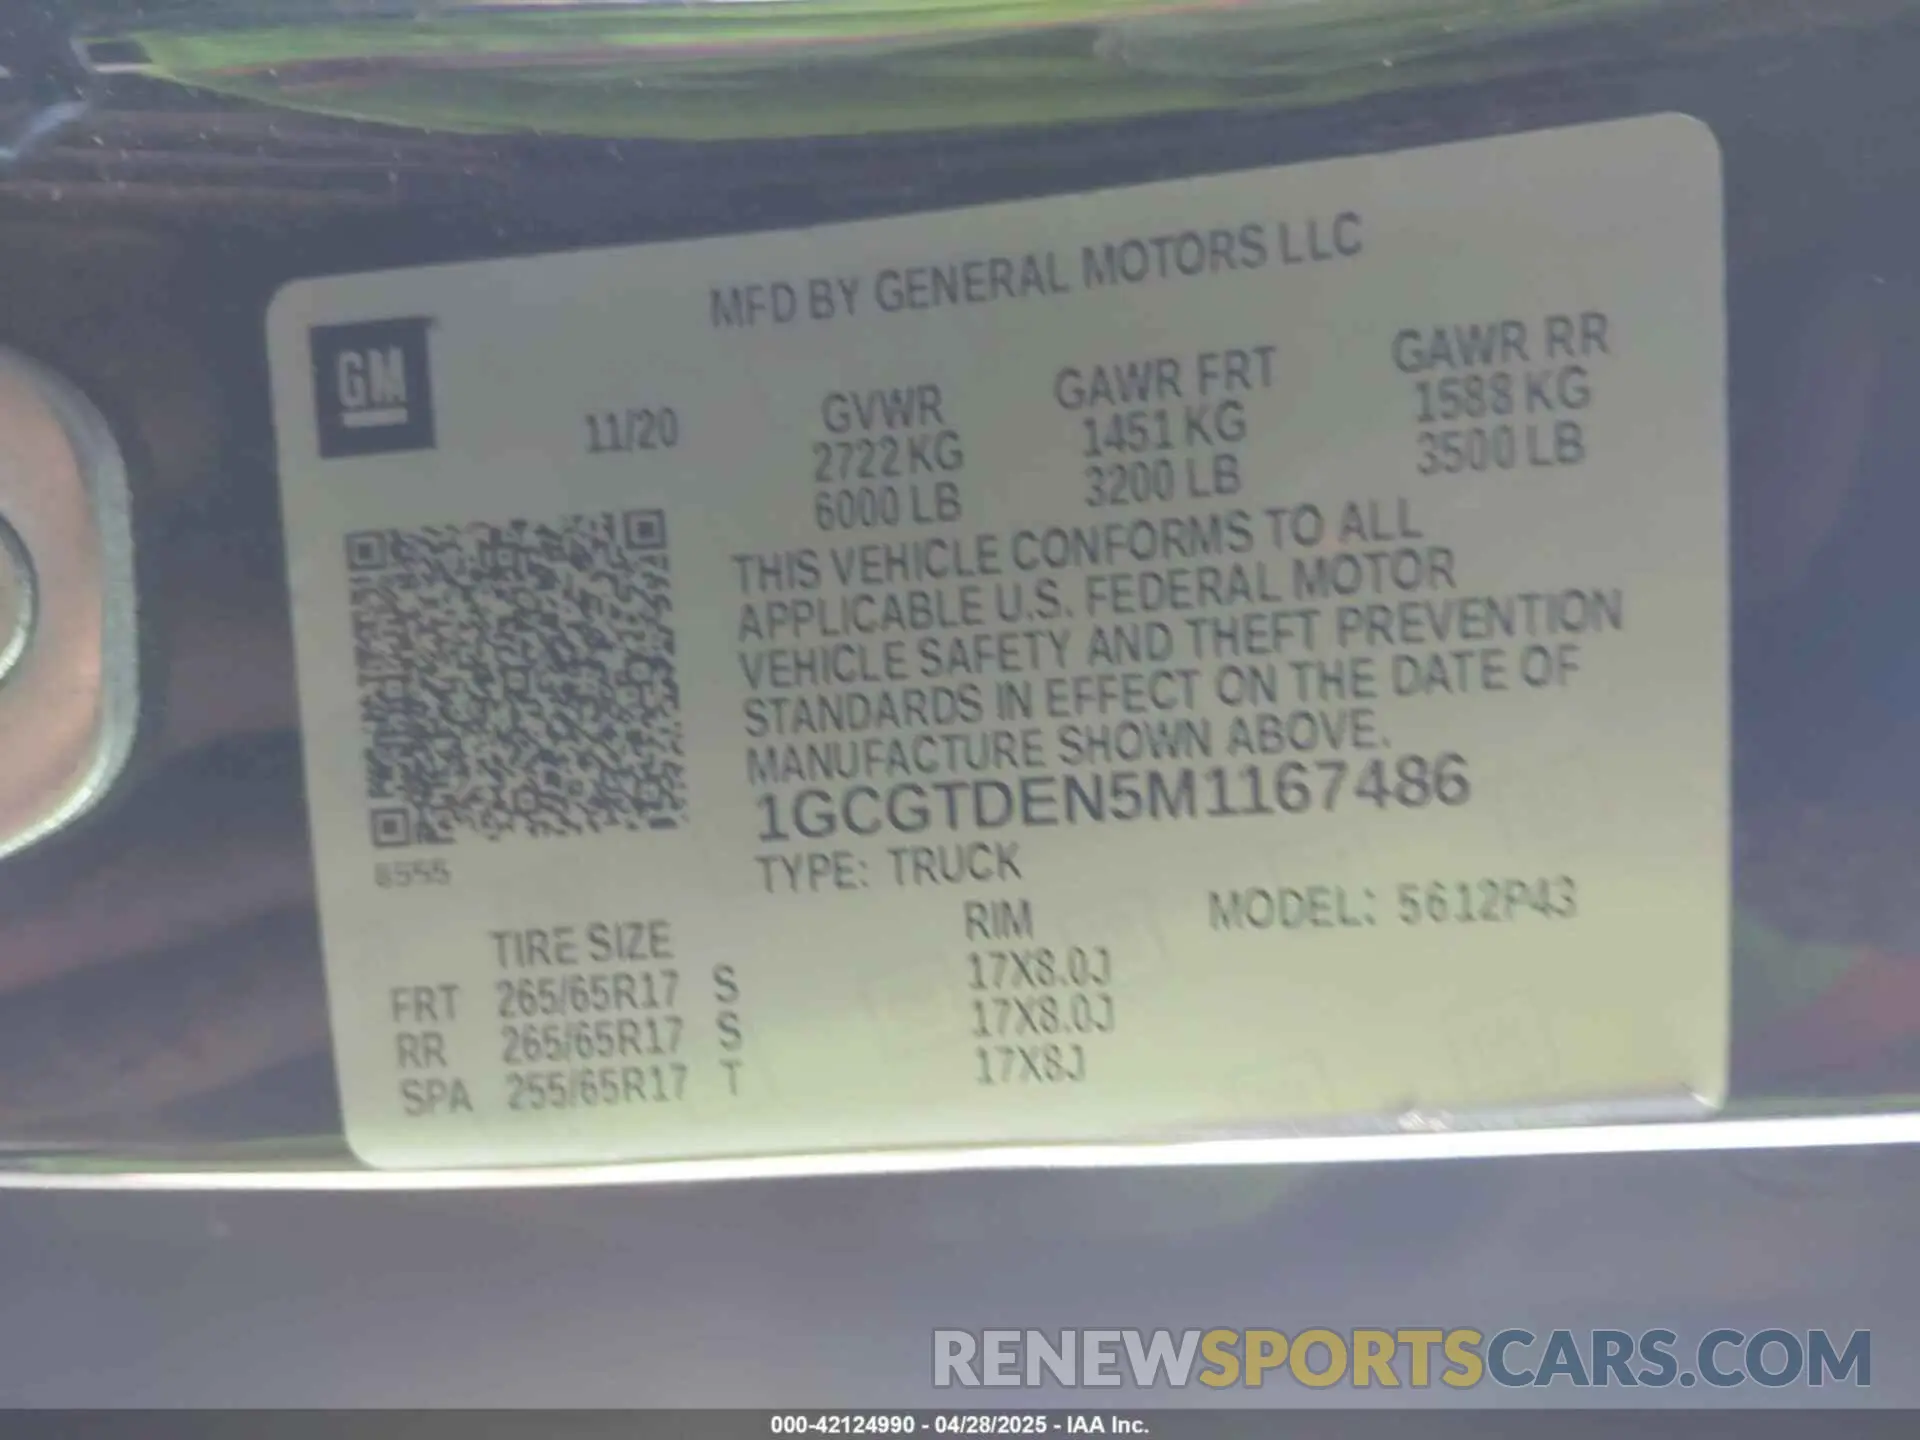 MFD BY GENERAL MOTORS LLC
GM
11/20
GVWR
2722 KG
6000 LB
GAWR FRT
1451 KG
3200 LB
GAWR RR
1588 KG
3500 LB
THIS VEHICLE CONFORMS TO ALL
APPLICABLE U.S. FEDERAL MOTOR
VEHICLE SAFETY AND THEFT PREVENTION
STANDARDS IN EFFECT ON THE DATE OF
MANUFACTURE SHOWN ABOVE.
1GCGTDEN5M1167486
8555
TYPE: TRUCK
TIRE SIZE RIM MODEL: 5612P43
FRT 265/65R17 S 17X8.0J
RR 265/65R17 S 17X8.0J
SPA 255/65R17 T 17X8J
RENEWSPORTSCARS.COM
000-42124990 - 04/28/2025 - IAA Inc.